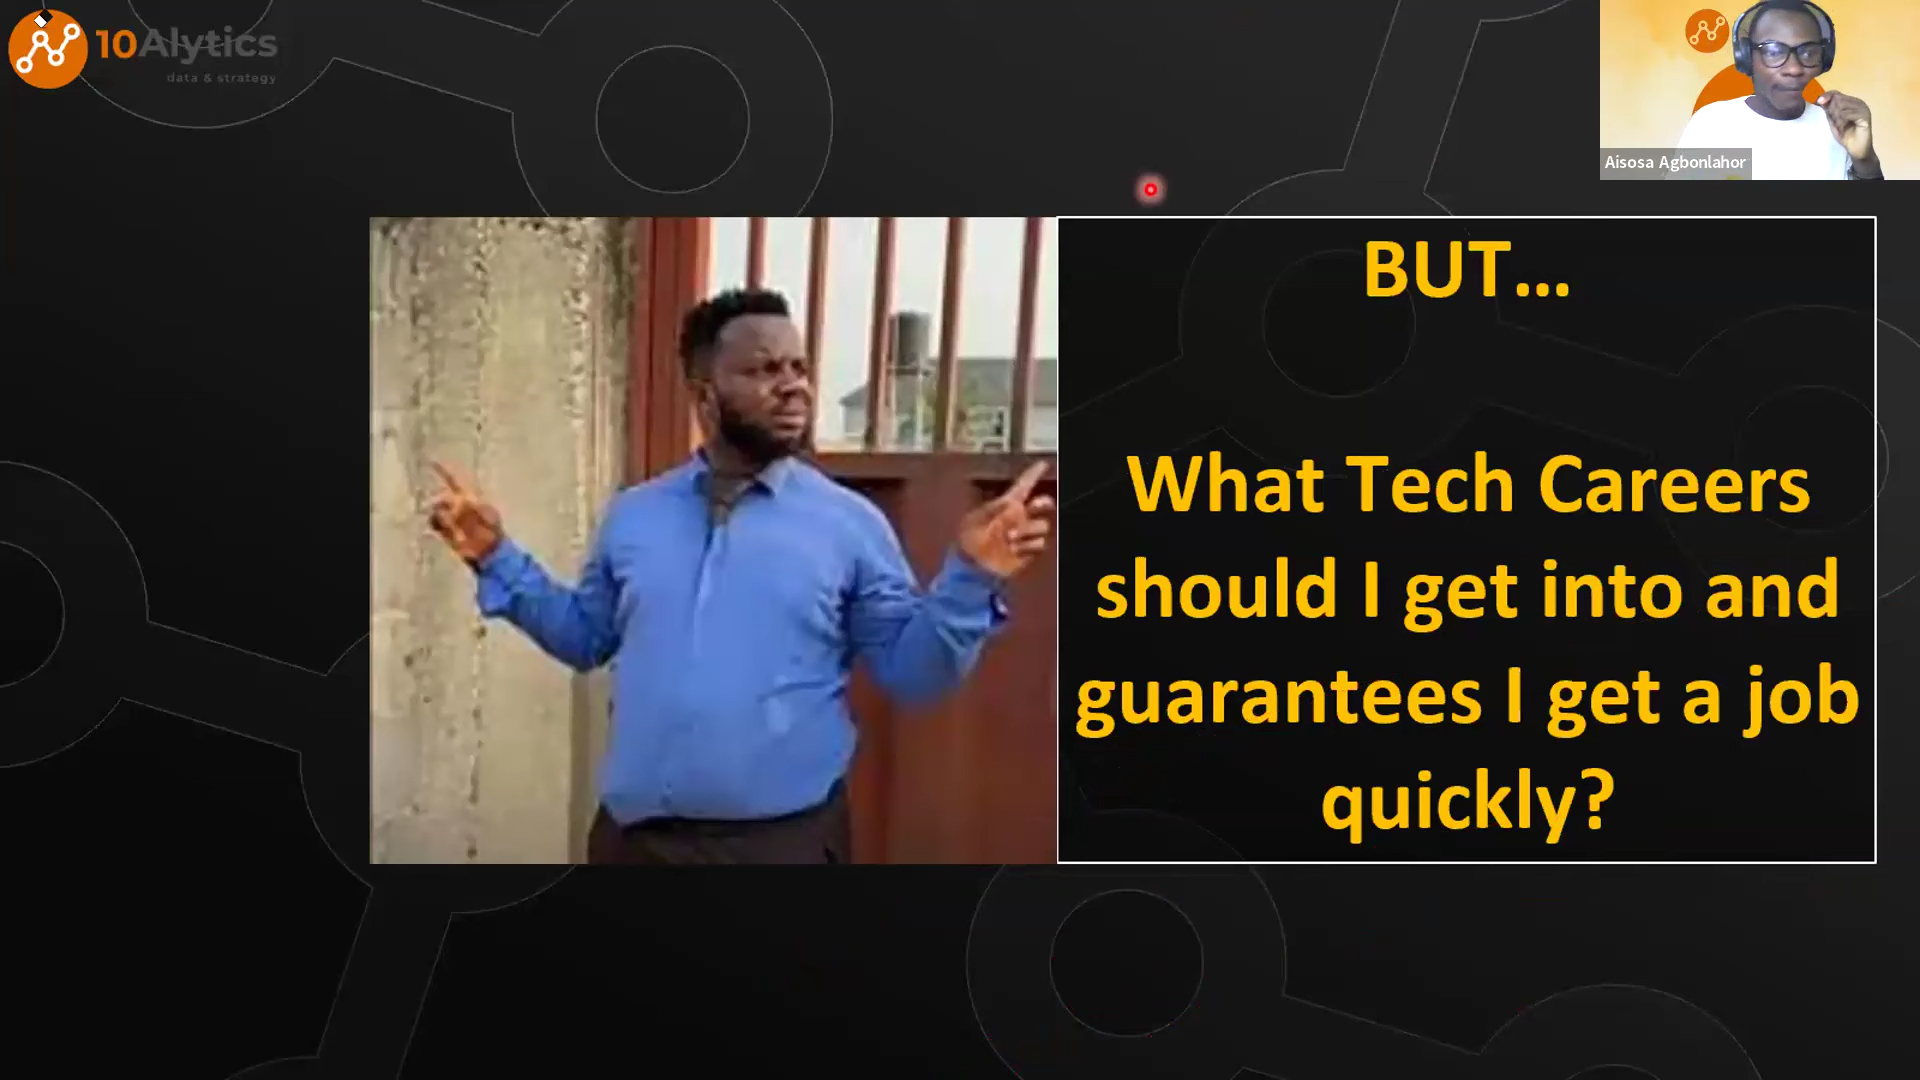 10Alytics
data & strategy
Aisosa Agbonlahor
BUT...
What Tech Careers
should I get into and
guarantees I get a job
quickly?